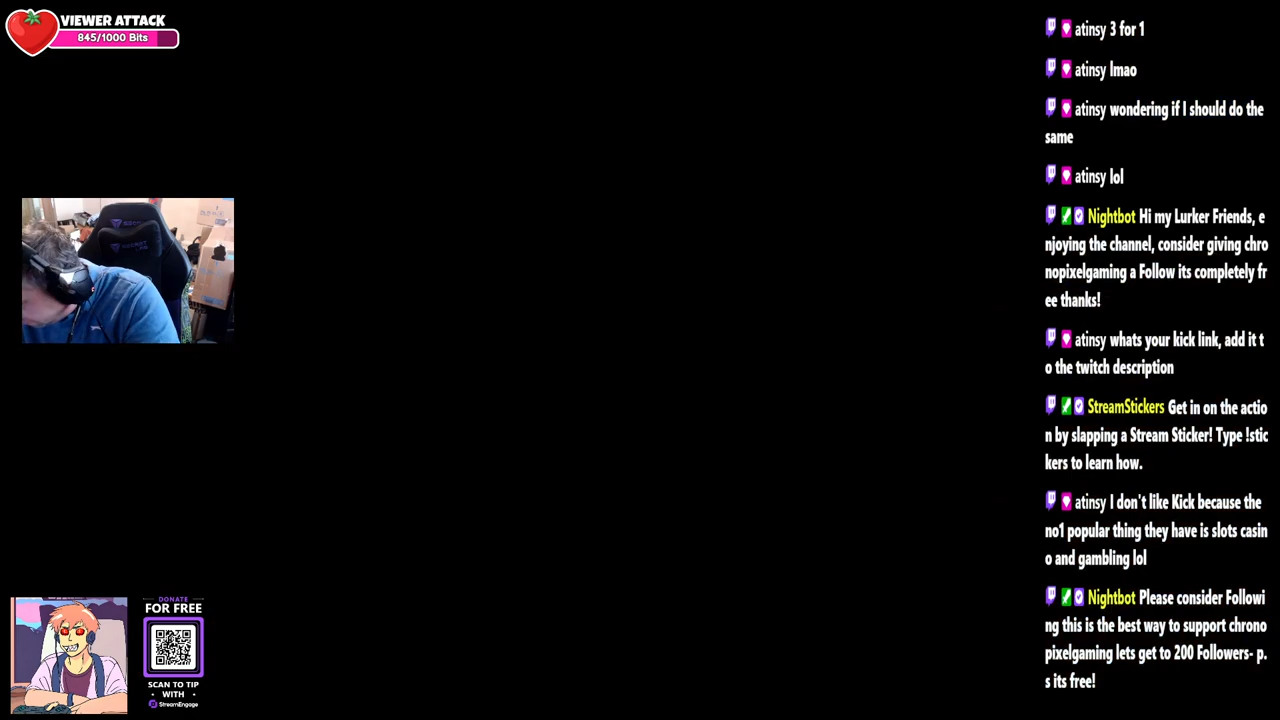 VIEWER ATTACK
845/1000 Bits
atinsy 3 for 1
atinsy lmao
atinsy wondering if I should do the
same
atinsy lol
Nightbot Hi my Lurker Friends, e
njoying the channel, consider giving chro
nopixelgaming a Follow its completely fr
ee thanks!
atinsy whats your kick link, add it t
o the twitch description
StreamStickers Get in on the actio
n by slapping a Stream Sticker! Type !stic
kers to learn how.
atinsy I don't like Kick because the
no1 popular thing they have is slots casin
o and gambling lol
Nightbot Please consider Followi
ng this is the best way to support chrono
pixelgaming lets get to 200 Followers- p.
s its free!
DONATE
FOR FREE
SCAN TO TIP
• WITH •
StreamEngage